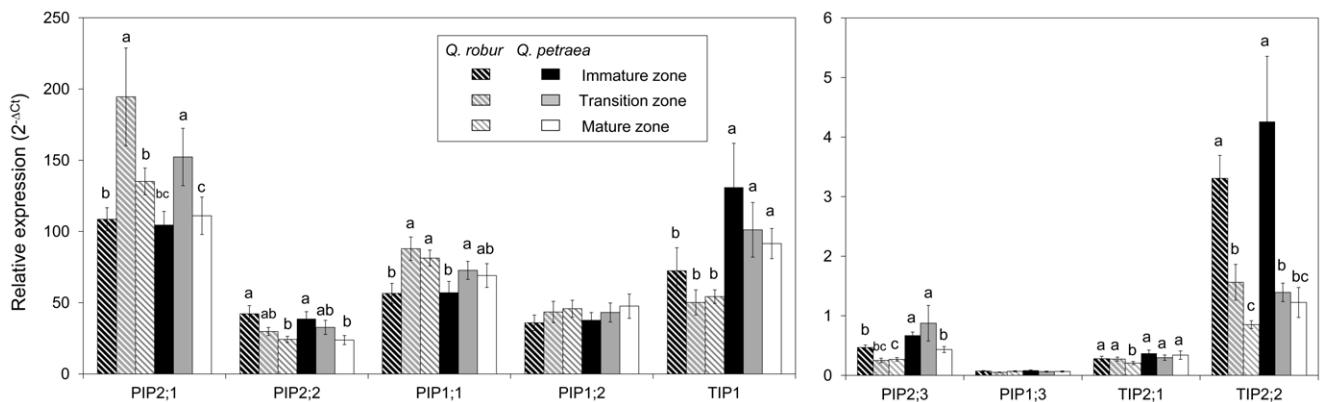 Relative expression (2-ΔCt)
250
200
150
100
50
0
Q. robur Q. petraea
Immature zone
Transition zone
Mature zone
b a b bc a c
a ab b a ab b
b a a b a ab
b b b a a a
PIP2;1 PIP2;2 PIP1;1 PIP1;2 TIP1
6
5
4
3
2
1
0
b bc c a a b
a a b a a a
a b c a b bc
PIP2;3 PIP1;3 TIP2;1 TIP2;2